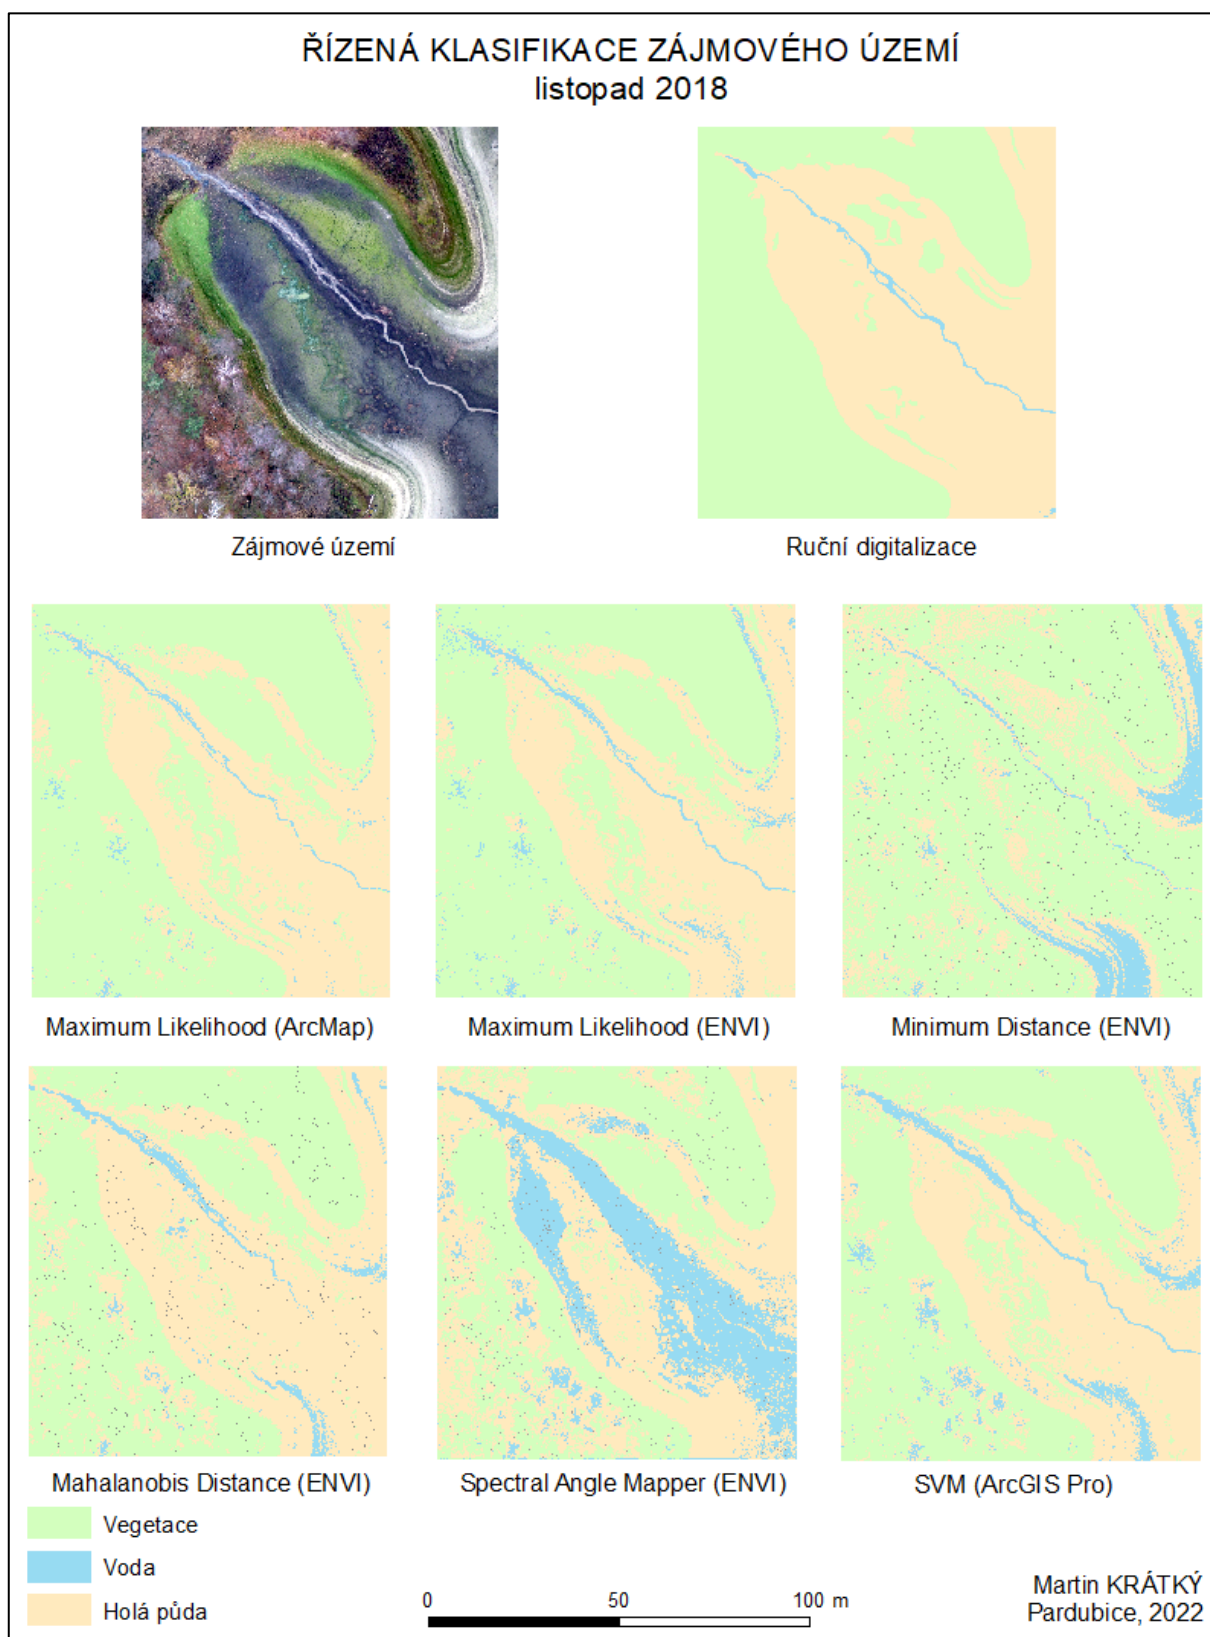 ŘÍZENÁ KLASIFIKACE ZÁJMOVÉHO ÚZEMÍ
listopad 2018
Zájmové území
Ruční digitalizace
Maximum Likelihood (ArcMap)
Maximum Likelihood (ENVI)
Minimum Distance (ENVI)
Mahalanobis Distance (ENVI)
Spectral Angle Mapper (ENVI)
SVM (ArcGIS Pro)
Vegetace
Voda
Holá půda
0 50 100 m
Martin KRÁTKÝ
Pardubice, 2022